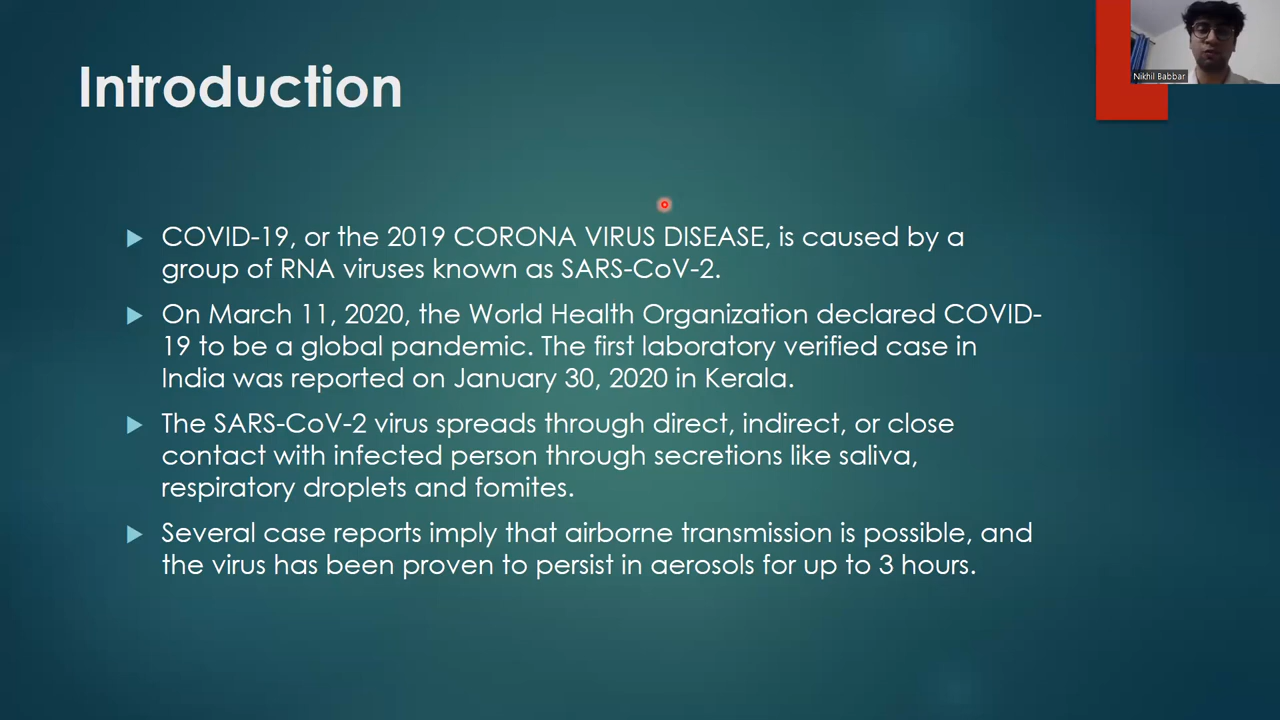 Introduction
Nikhil Babbar
COVID-19, or the 2019 CORONA VIRUS DISEASE, is caused by a
group of RNA viruses known as SARS-CoV-2.
On March 11, 2020, the World Health Organization declared COVID-
19 to be a global pandemic. The first laboratory verified case in
India was reported on January 30, 2020 in Kerala.
The SARS-CoV-2 virus spreads through direct, indirect, or close
contact with infected person through secretions like saliva,
respiratory droplets and fomites.
Several case reports imply that airborne transmission is possible, and
the virus has been proven to persist in aerosols for up to 3 hours.